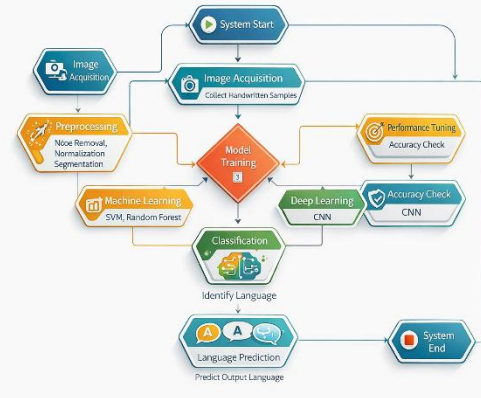 System Start
Image
Acquisition
Image Acquisition
Collect Handwritten Samples
Preprocessing
Noce Removal,
Normalization
Segmentation
Model
Training
3
Performance Tuning
Accuracy Check
Machine Learning
SVM, Random Forest
Deep Learning
CNN
Accuracy Check
CNN
Classification
Identify Language
A
A
Language Prediction
Predict Output Language
System
End